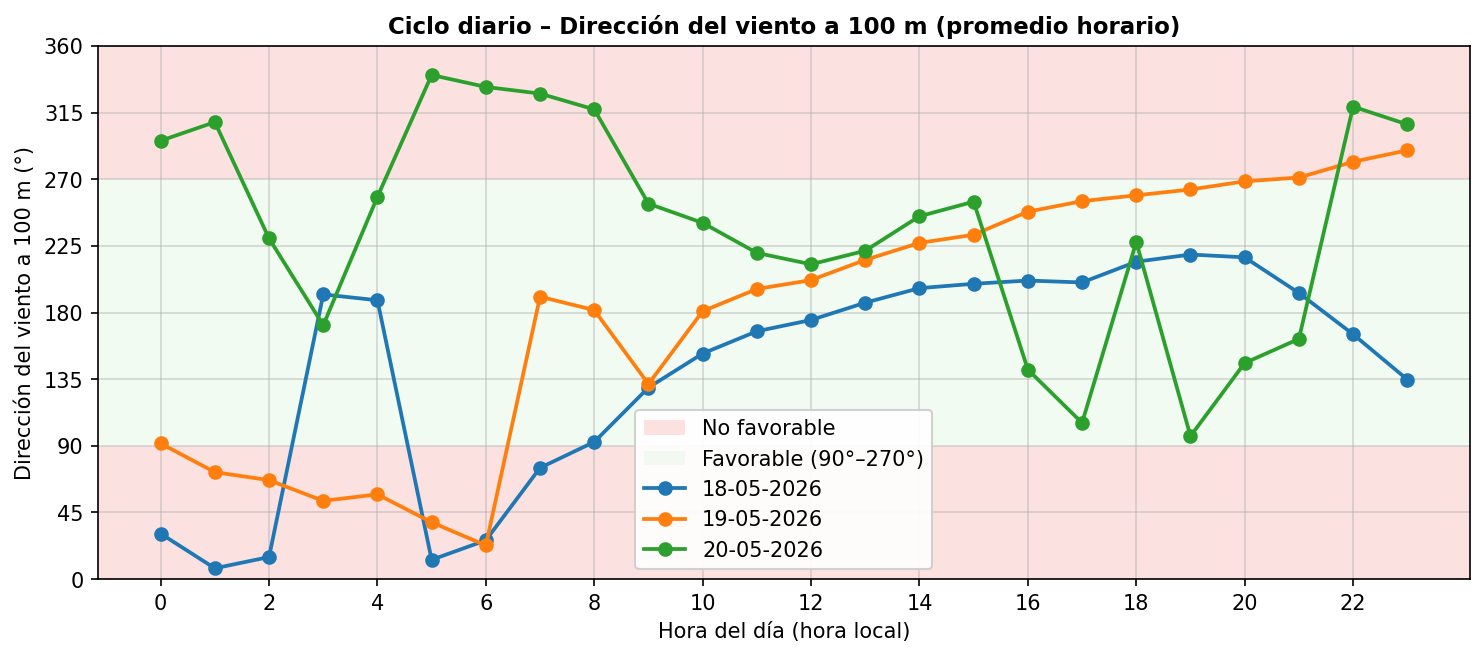 Ciclo diario – Dirección del viento a 100 m (promedio horario)
Dirección del viento a 100 m (°)
360
315
270
225
180
135
90
45
0
No favorable
Favorable (90°–270°)
18-05-2026
19-05-2026
20-05-2026
0 2 4 6 8 10 12 14 16 18 20 22
Hora del día (hora local)